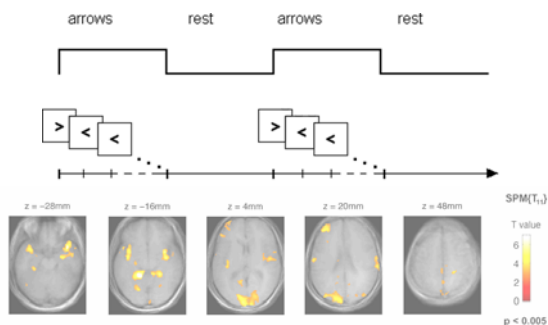 arrows rest arrows rest
> < < > < <
SPM{T₁₁}
z = −28mm z = −16mm z = 4mm z = 20mm z = 48mm
T value
6
4
2
0
p < 0.005